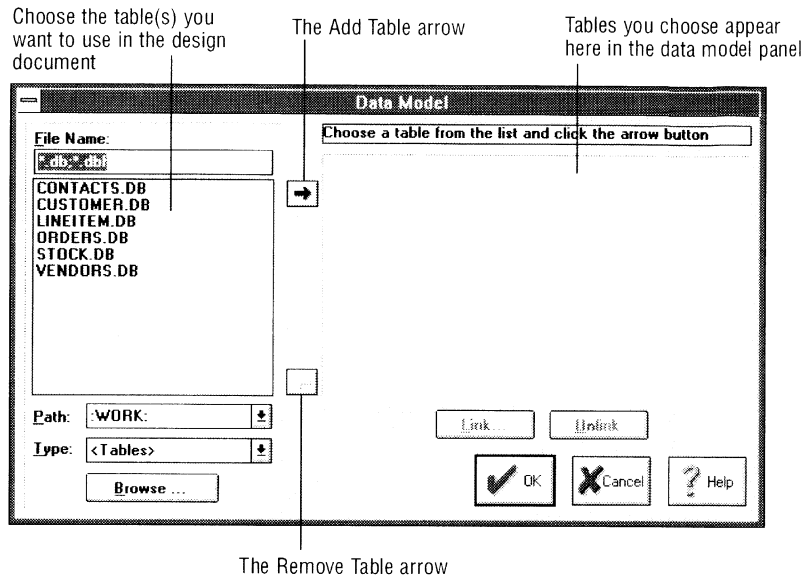 Choose the table(s) you
want to use in the design
document
The Add Table arrow
Tables you choose appear
here in the data model panel
Data Model
File Name:
*.db;*.dbf
Choose a table from the list and click the arrow button
CONTACTS.DB
CUSTOMER.DB
LINEITEM.DB
ORDERS.DB
STOCK.DB
VENDORS.DB
Path: :WORK:
Type: <Tables>
Browse ...
Link...
Unlink
OK
Cancel
? Help
The Remove Table arrow